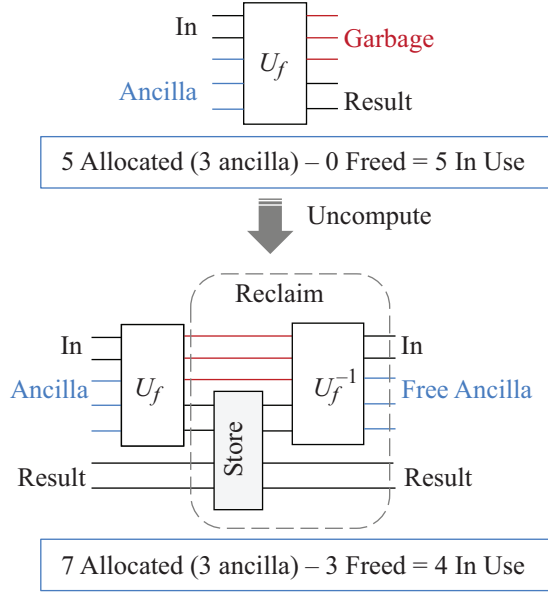 In
Garbage
U_f
Ancilla
Result
5 Allocated (3 ancilla) – 0 Freed = 5 In Use
Uncompute
Reclaim
In
In
Ancilla
U_f
U_f^{-1}
Free Ancilla
Store
Result
Result
7 Allocated (3 ancilla) – 3 Freed = 4 In Use